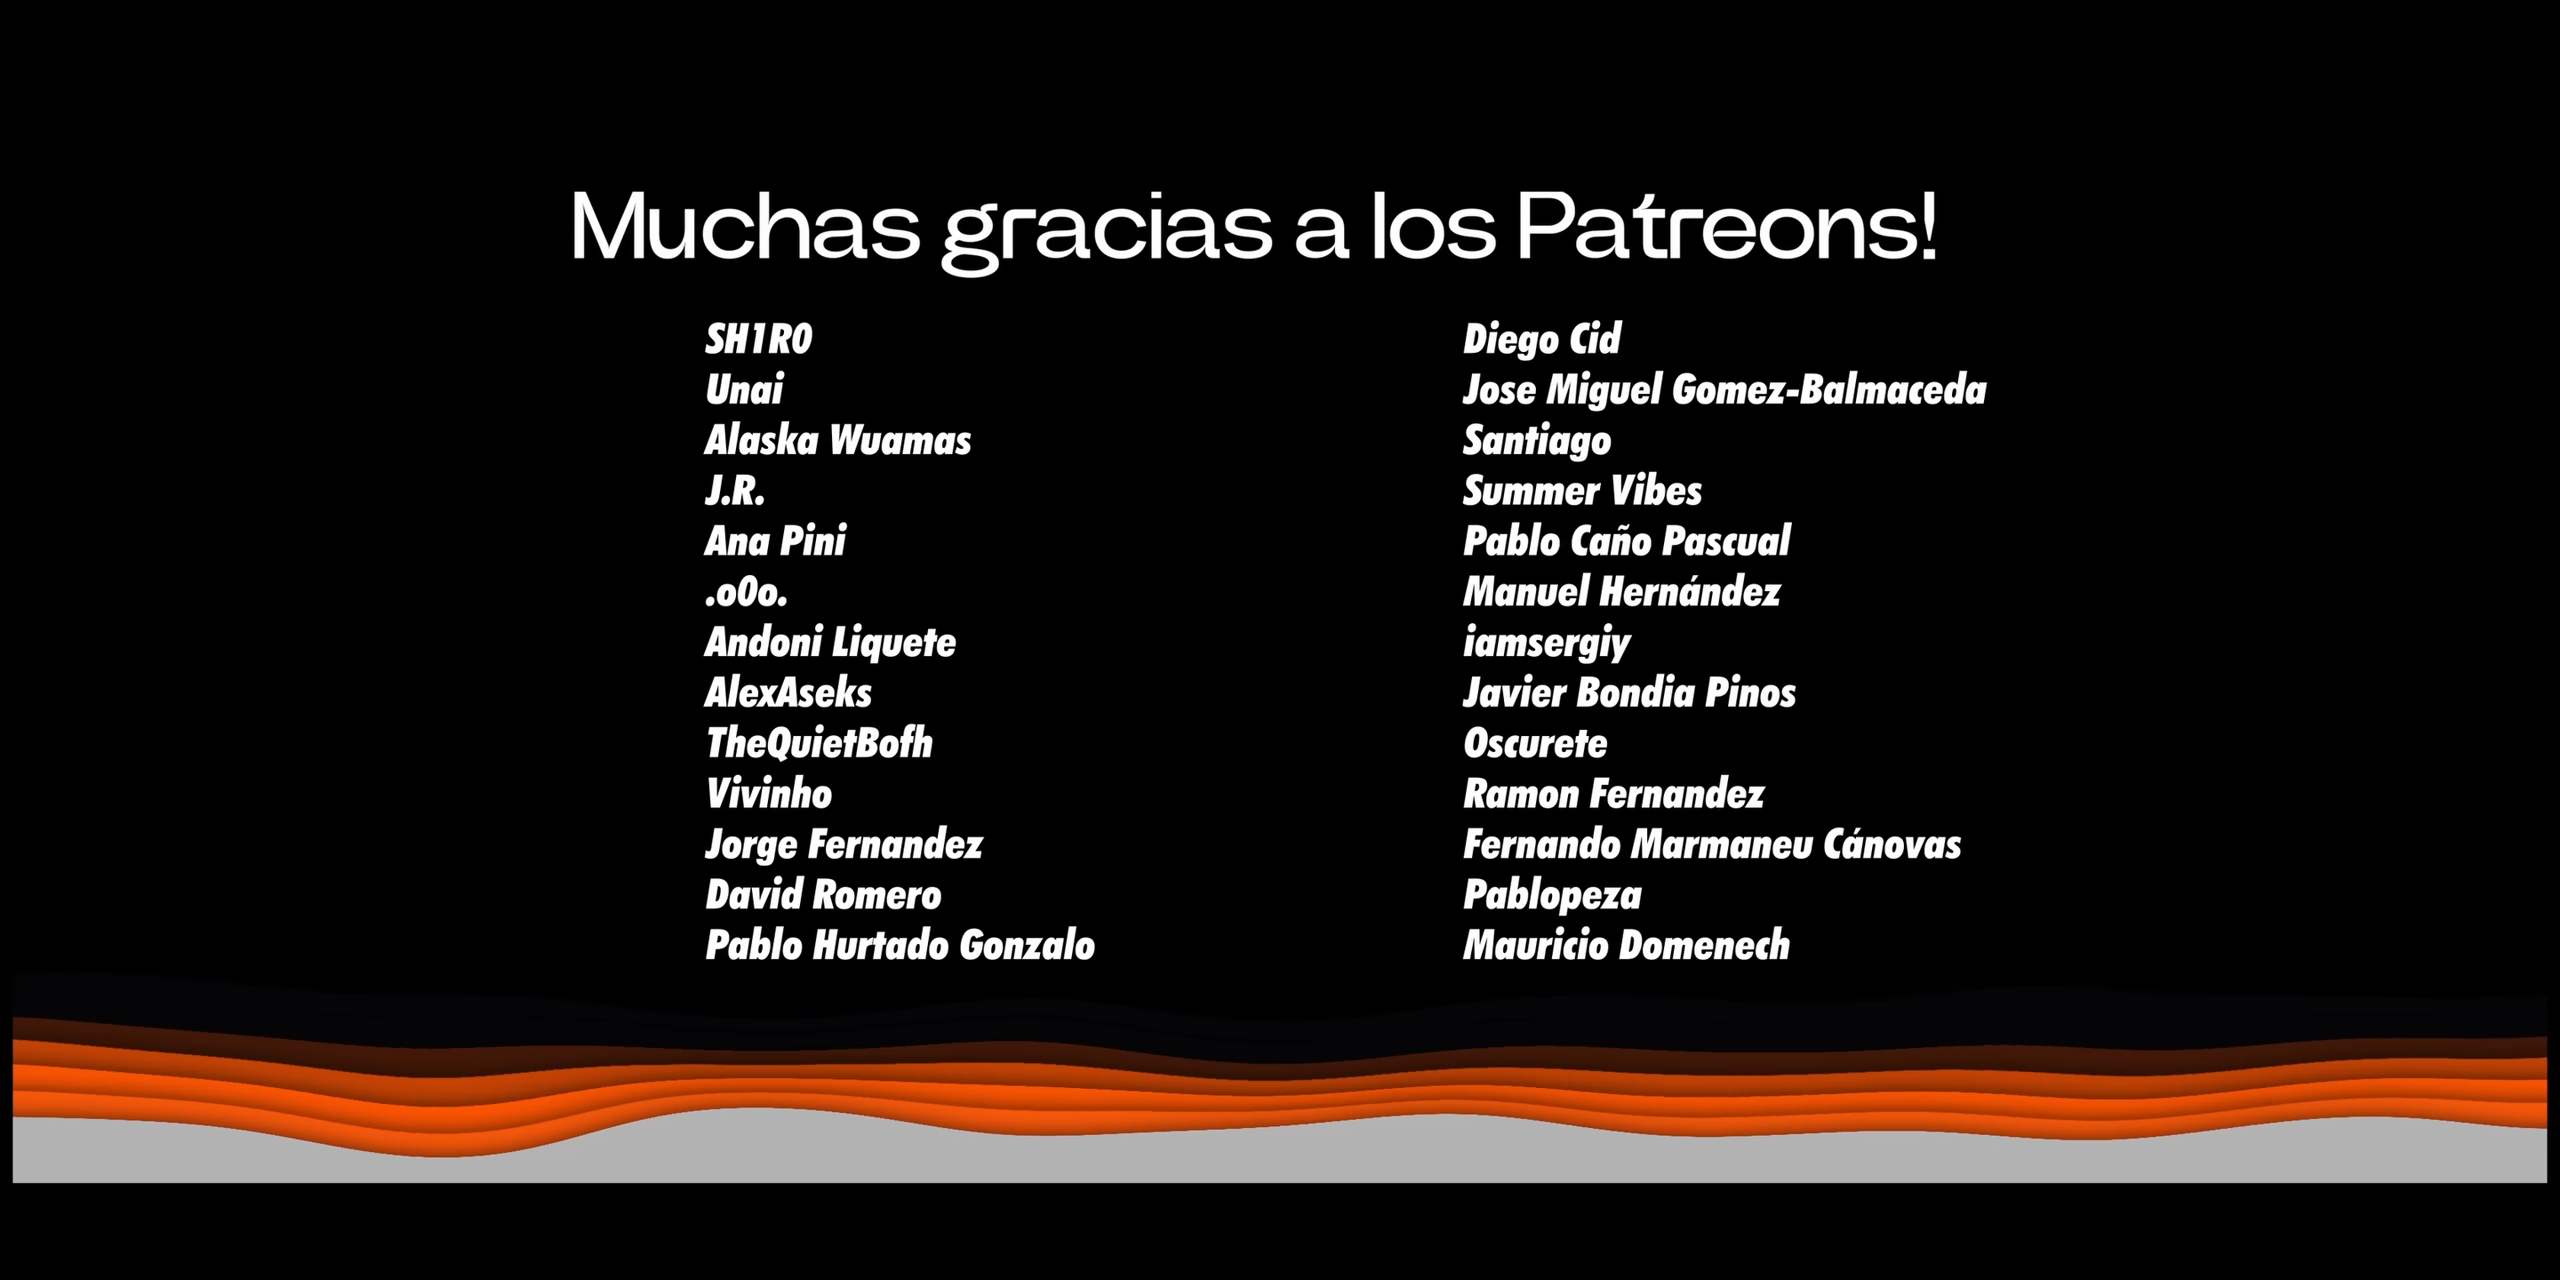 Muchas gracias a los Patreons!
SH1R0
Unai
Alaska Wuamas
J.R.
Ana Pini
.o0o.
Andoni Liquete
AlexAseks
TheQuietBofh
Vivinho
Jorge Fernandez
David Romero
Pablo Hurtado Gonzalo
Diego Cid
Jose Miguel Gomez-Balmaceda
Santiago
Summer Vibes
Pablo Caño Pascual
Manuel Hernández
iamsergiy
Javier Bondia Pinos
Oscurete
Ramon Fernandez
Fernando Marmaneu Cánovas
Pablopeza
Mauricio Domenech